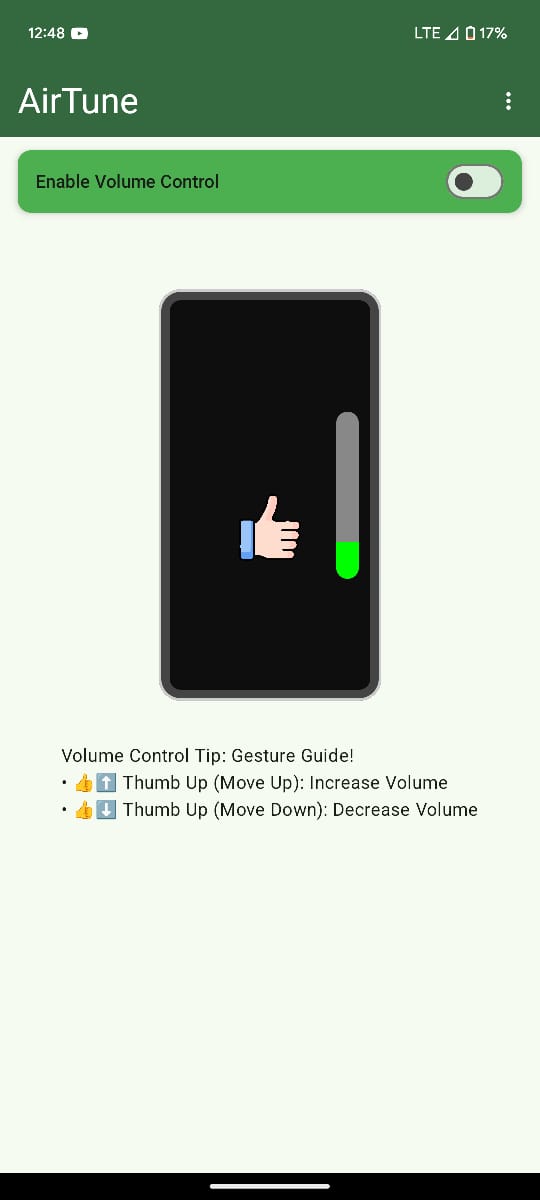 12:48 LTE 17%
AirTune
Enable Volume Control
Volume Control Tip: Gesture Guide!
• 👍⬆️ Thumb Up (Move Up): Increase Volume
• 👍⬇️ Thumb Up (Move Down): Decrease Volume